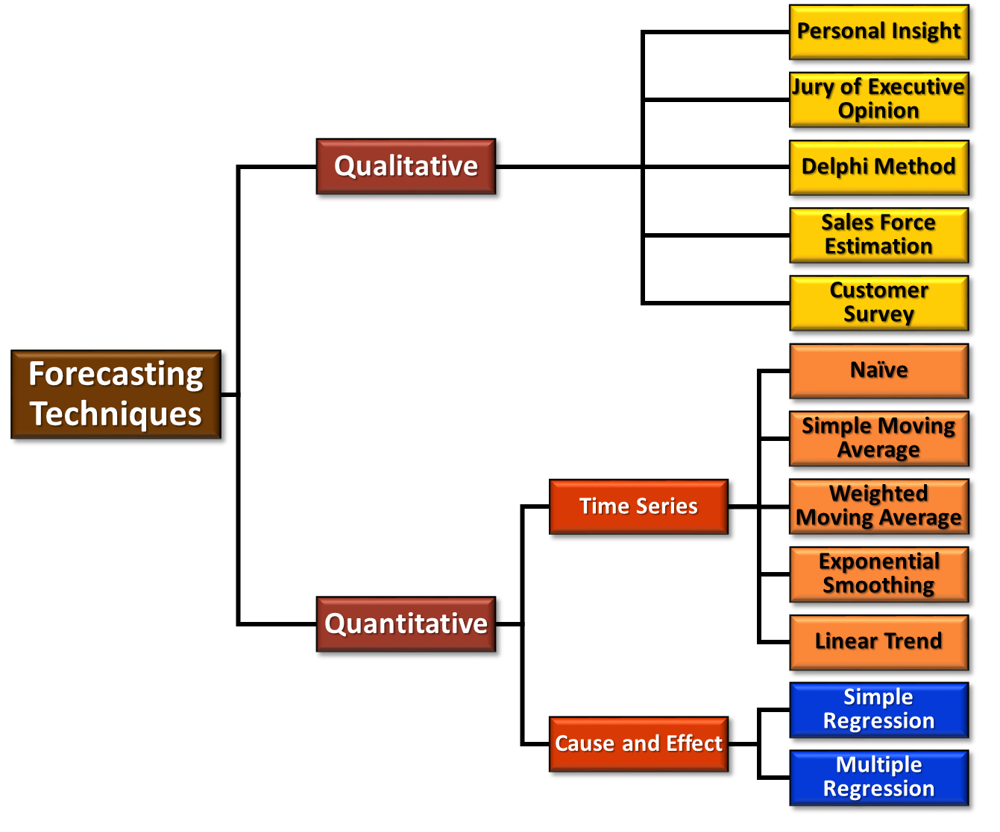 Forecasting
Techniques
Qualitative
Personal Insight
Jury of Executive
Opinion
Delphi Method
Sales Force
Estimation
Customer
Survey
Quantitative
Time Series
Naïve
Simple Moving
Average
Weighted
Moving Average
Exponential
Smoothing
Linear Trend
Cause and Effect
Simple
Regression
Multiple
Regression